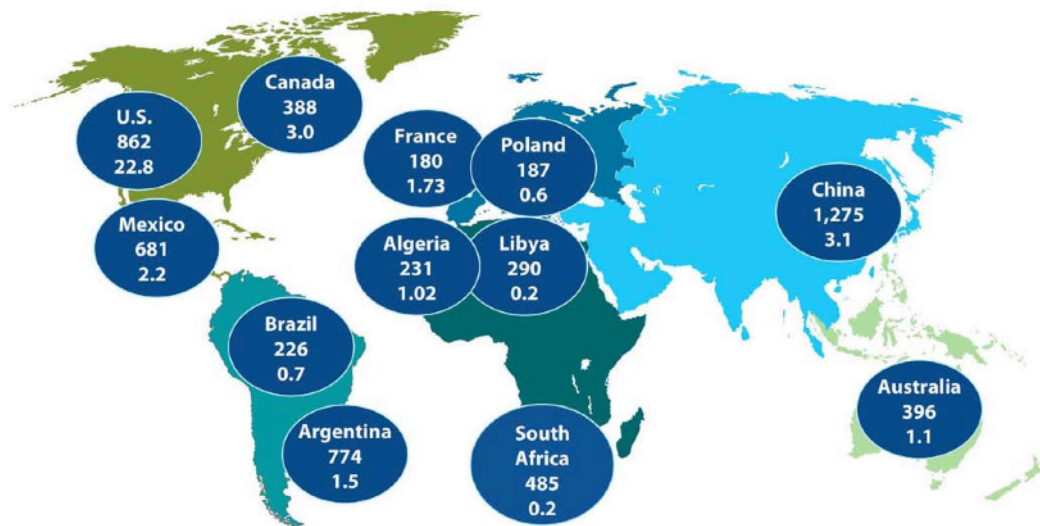 Canada
388
3.0
U.S.
862
22.8
Mexico
681
2.2
France
180
1.73
Poland
187
0.6
Algeria
231
1.02
Libya
290
0.2
China
1,275
3.1
Brazil
226
0.7
Argentina
774
1.5
South
Africa
485
0.2
Australia
396
1.1